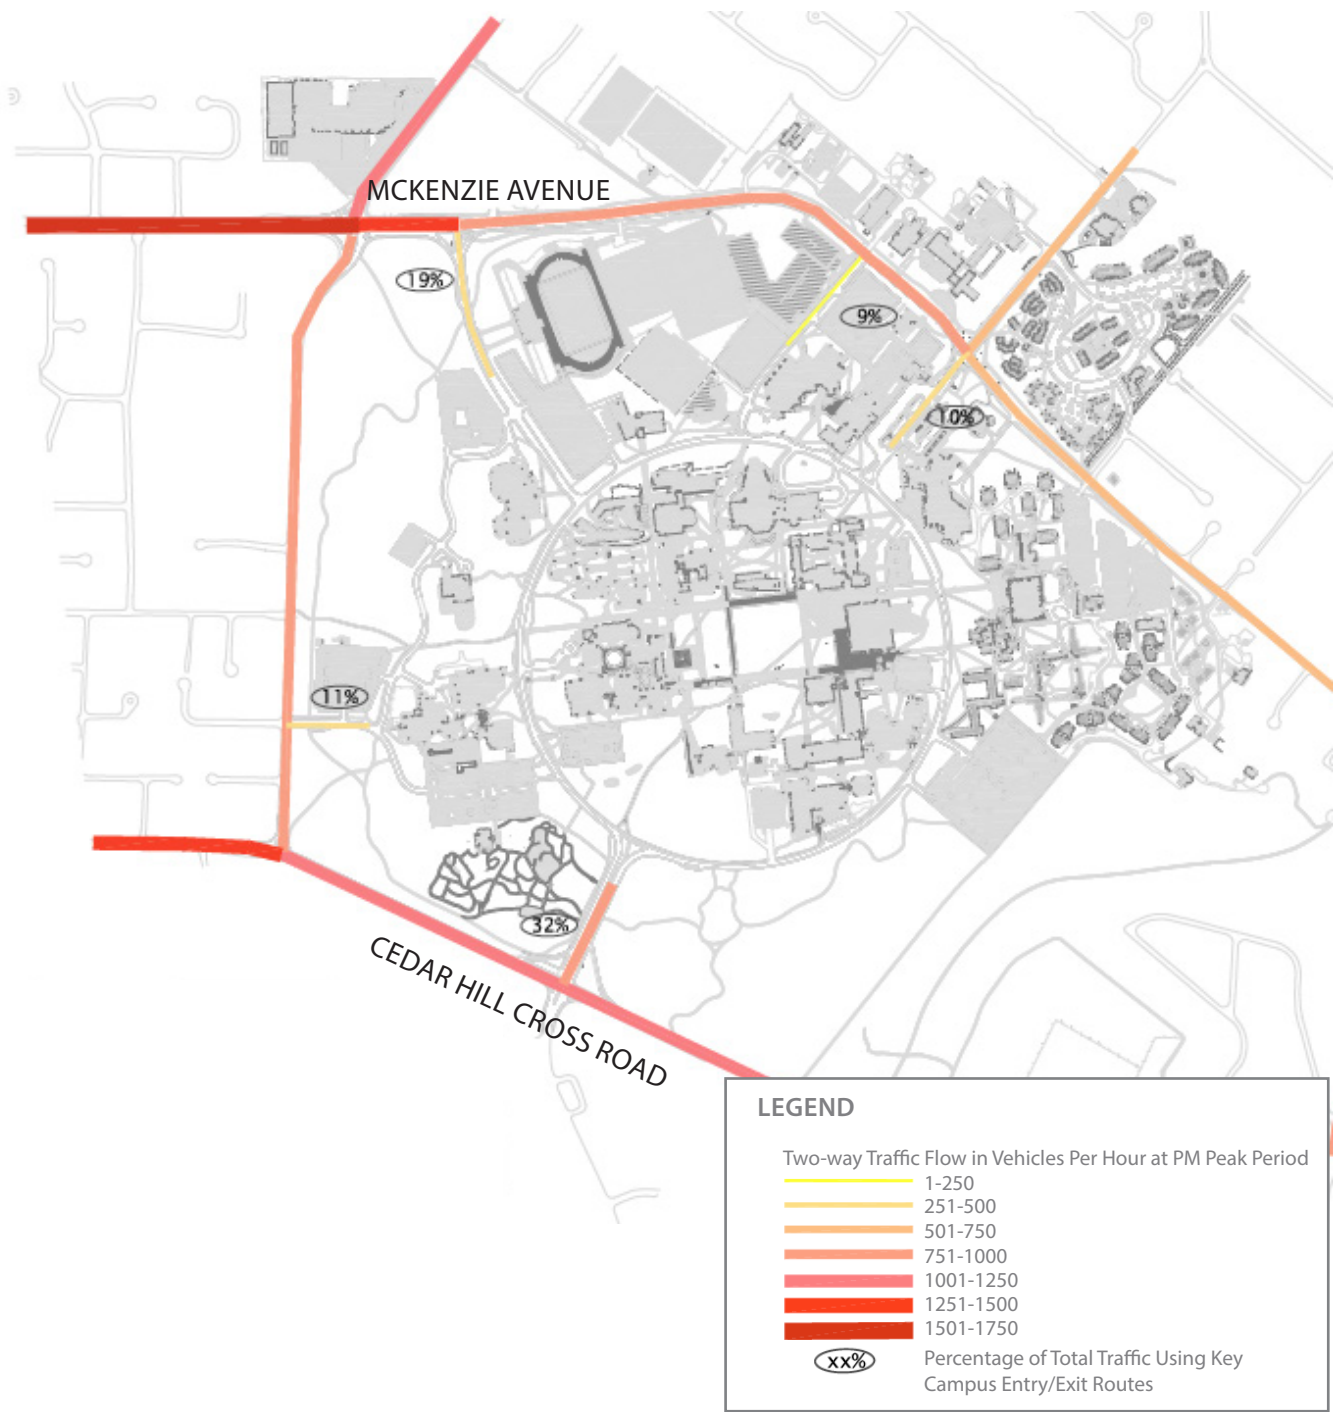 MCKENZIE AVENUE
19%
9%
10%
11%
32%
CEDAR HILL CROSS ROAD
LEGEND
Two-way Traffic Flow in Vehicles Per Hour at PM Peak Period
1-250
251-500
501-750
751-1000
1001-1250
1251-1500
1501-1750
xx%
Percentage of Total Traffic Using Key
Campus Entry/Exit Routes